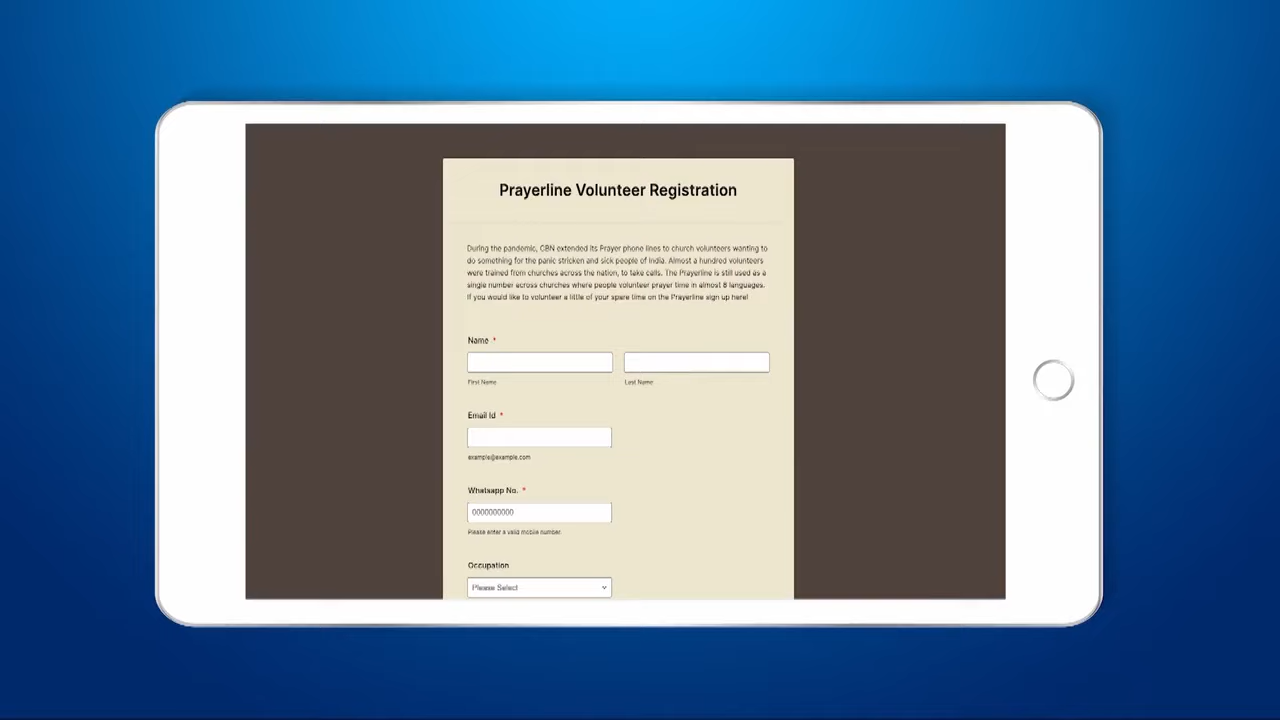 Prayerline Volunteer Registration
During the pandemic, CBN extended its Prayer phone lines to church volunteers wanting to
do something for the panic stricken and sick people of India. Almost a hundred volunteers
were trained from churches across the nation, to take calls. The Prayerline is still used as a
single number across churches where people volunteer prayer time in almost 8 languages.
If you would like to volunteer a little of your spare time on the Prayerline sign up here!
Name *
First Name Last Name
Email Id *
example@example.com
Whatsapp No. *
0000000000
Please enter a valid mobile number.
Occupation
Please Select